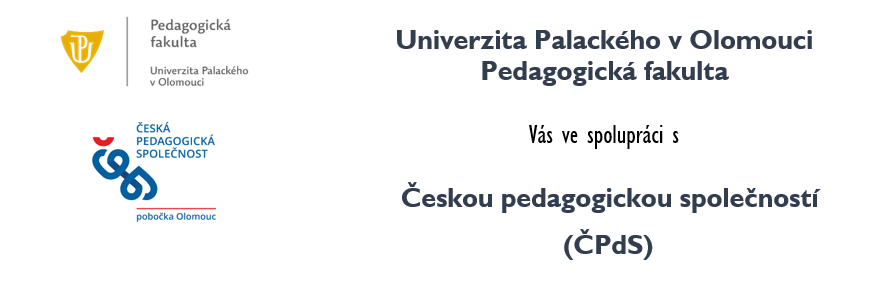 Pedagogická
fakulta
Univerzita Palackého
v Olomouci
Univerzita Palackého v Olomouci
Pedagogická fakulta
Vás ve spolupráci s
ČESKÁ
PEDAGOGICKÁ
SPOLEČNOST
pobočka Olomouc
Českou pedagogickou společností
(ČPdS)